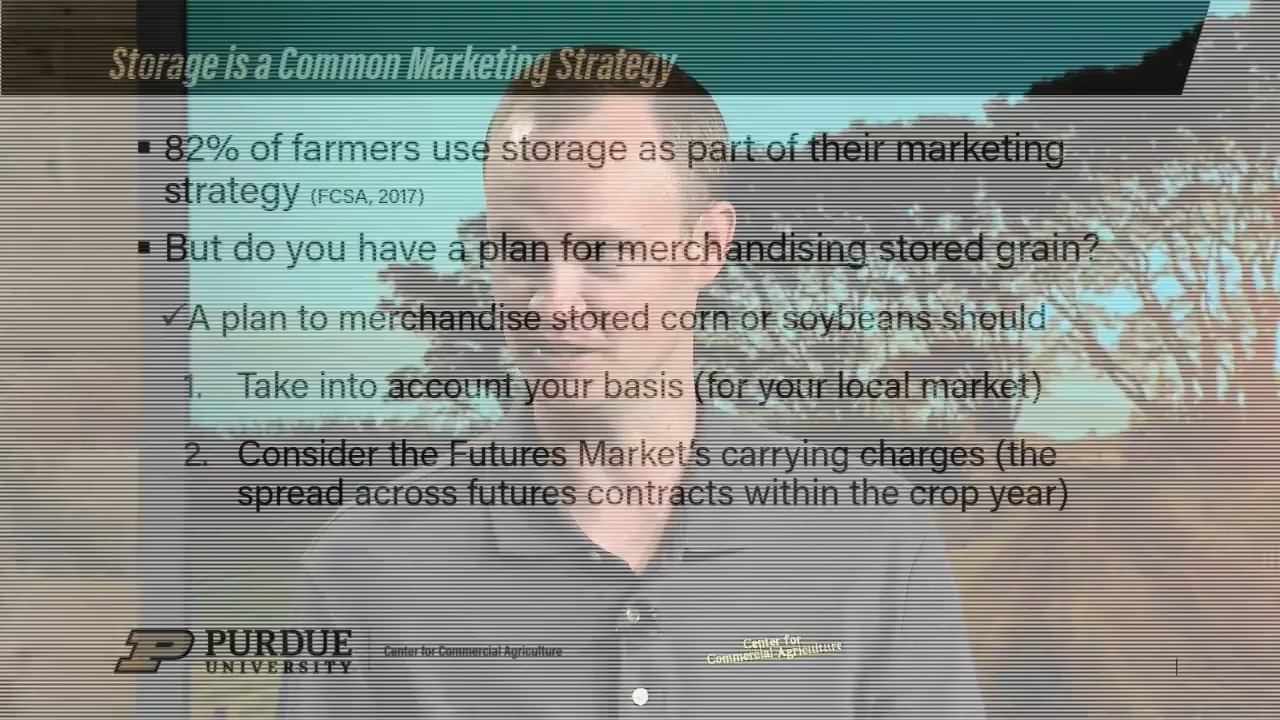 Storage is a Common Marketing Strategy
▪ 82% of farmers use storage as part of their marketing
strategy (FCSA, 2017)
▪ But do you have a plan for merchandising stored grain?
✓A plan to merchandise stored corn or soybeans should
1. Take into account your basis (for your local market)
2. Consider the Futures Market's carrying charges (the
spread across futures contracts within the crop year)
PURDUE
UNIVERSITY
Center for Commercial Agriculture
Center for
Commercial Agriculture